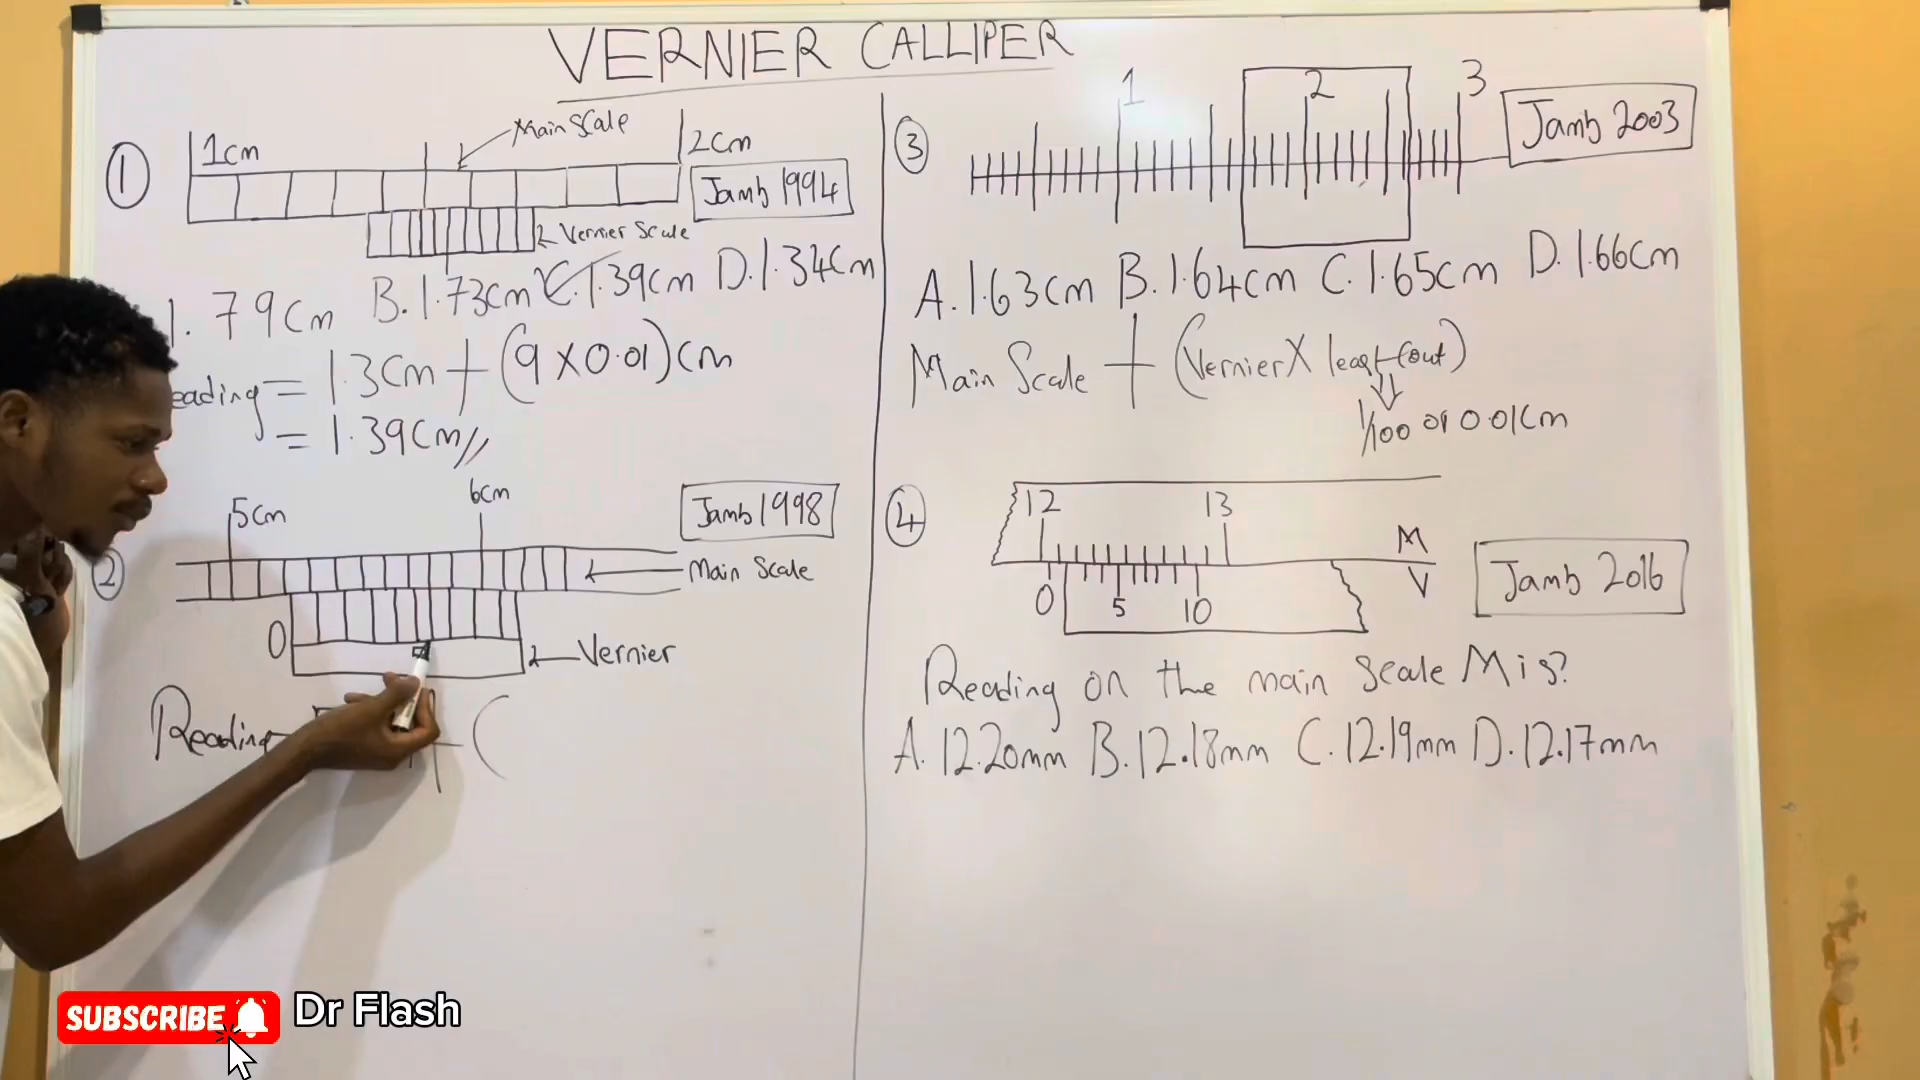 VERNIER CALLIPER
1
1cm
Main Scale
2cm
Jamb 1994
Vernier Scale
1.79cm B. 1.73cm C. 1.39cm D. 1.34cm
eading = 1.3cm + (9 X 0.01)cm
= 1.39cm//
2
5cm
6cm
Jamb 1998
Main Scale
0
5
Vernier
Reading
+ (
3
1
2
3
Jamb 2003
A. 1.63cm B. 1.64cm C. 1.65cm D. 1.66cm
Main Scale + (Vernier X least Count)
1/100 or 0.01cm
4
12
13
M
V
0
5
10
Jamb 2016
Reading on the main Scale M is?
A. 12.20mm B. 12.18mm C. 12.19mm D. 12.17mm
SUBSCRIBE
Dr Flash